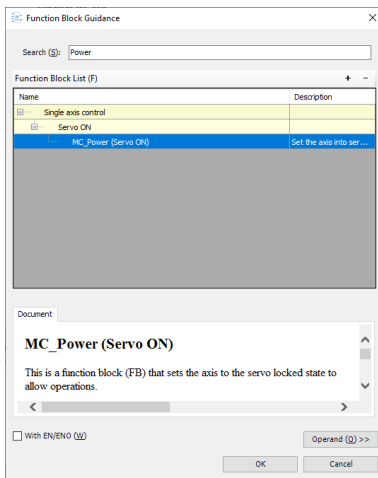 Function Block Guidance
Search (S): Power
Function Block List (F) + -
Name Description
Single axis control
Servo ON
MC_Power (Servo ON) Set the axis into ser...
Document
MC_Power (Servo ON)
This is a function block (FB) that sets the axis to the servo locked state to
allow operations.
With EN/ENO (W)
Operand (O) >>
OK Cancel